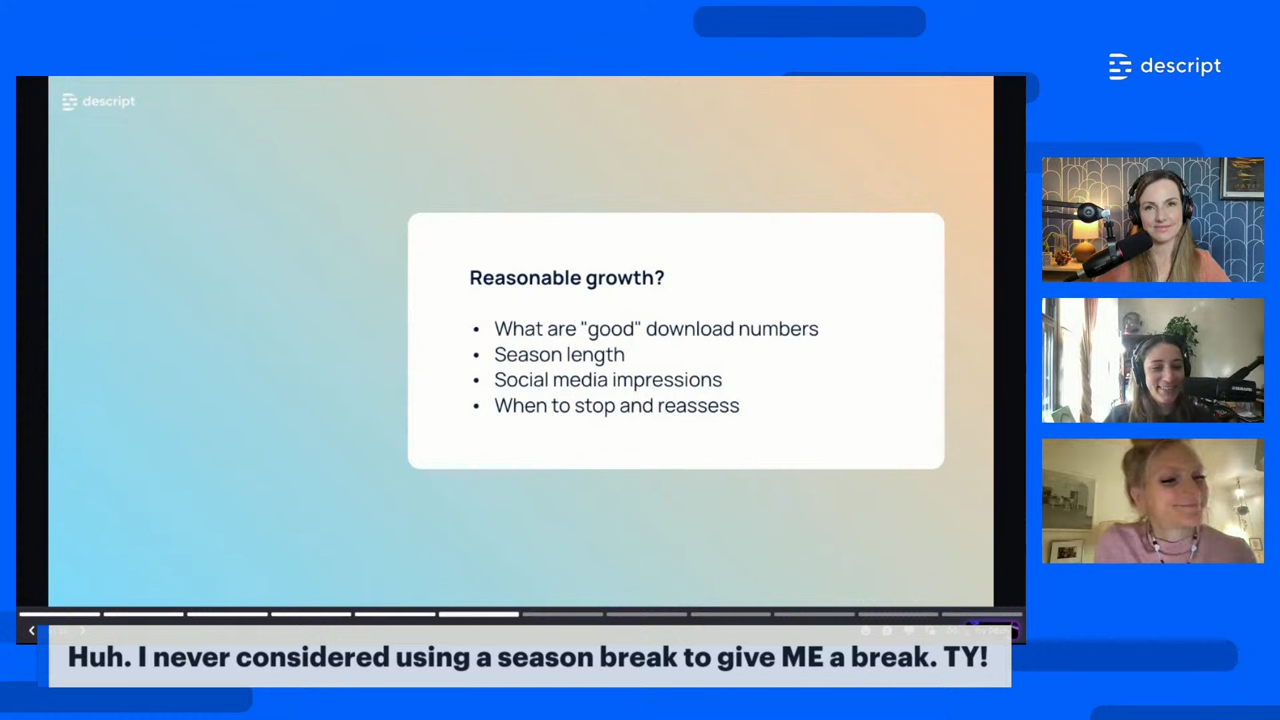 descript
descript
Reasonable growth?
• What are "good" download numbers
• Season length
• Social media impressions
• When to stop and reassess
Huh. I never considered using a season break to give ME a break. TY!